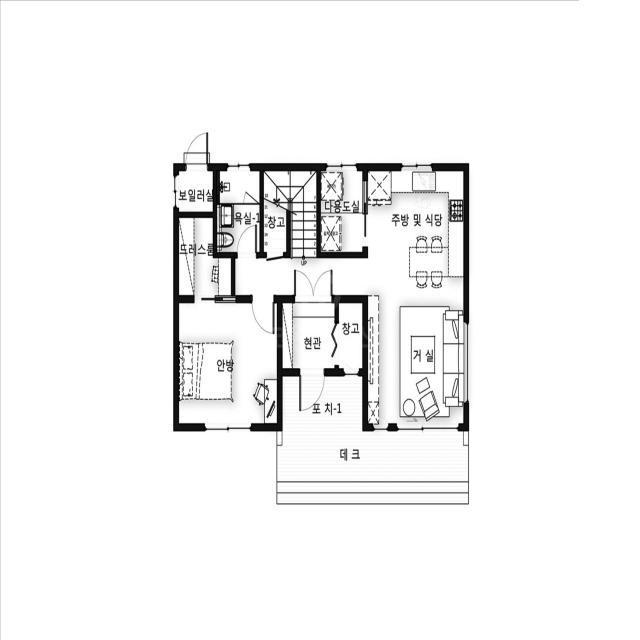 보일러실
욕실-1
창고
다용도실
주방 및 식당
드레스룸
UP
현관
창고
거 실
안방
포 치-1
데 크